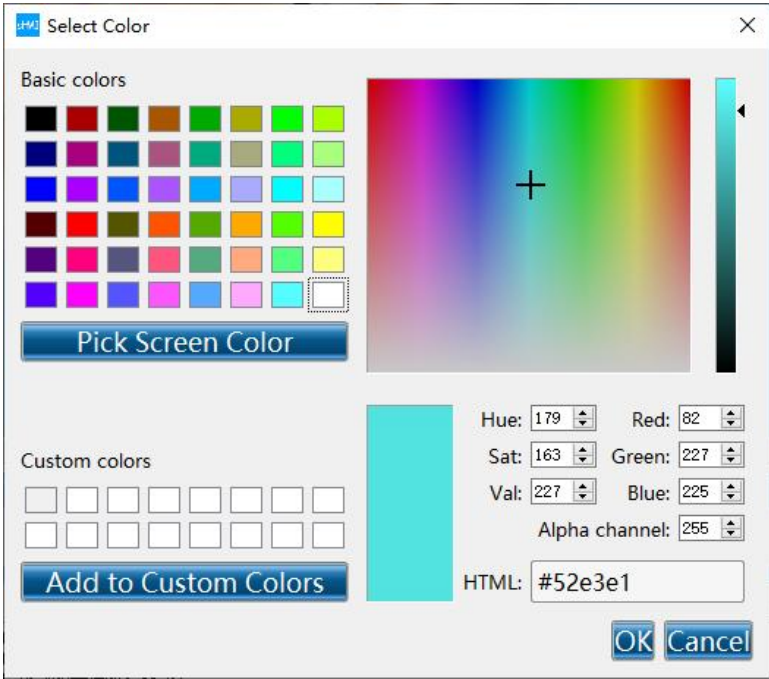 sHMI Select Color
Basic colors
Pick Screen Color
Custom colors
Add to Custom Colors
Hue: 179 Red: 82
Sat: 163 Green: 227
Val: 227 Blue: 225
Alpha channel: 255
HTML: #52e3e1
OK Cancel